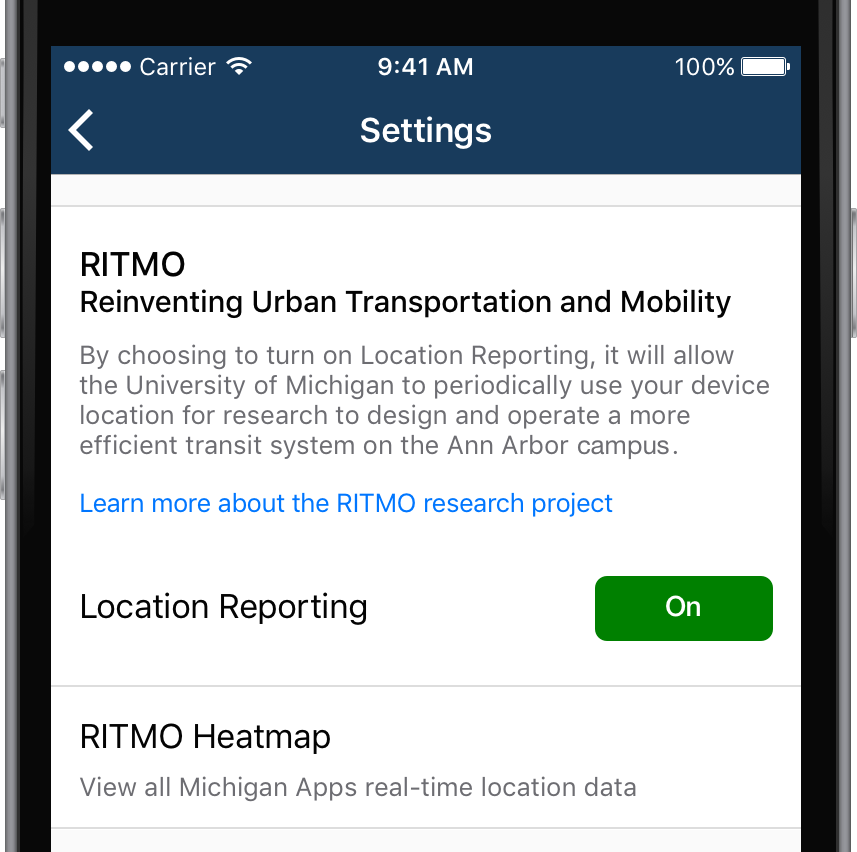 Carrier 9:41 AM 100%
Settings
RITMO
Reinventing Urban Transportation and Mobility
By choosing to turn on Location Reporting, it will allow
the University of Michigan to periodically use your device
location for research to design and operate a more
efficient transit system on the Ann Arbor campus.
Learn more about the RITMO research project
Location Reporting On
RITMO Heatmap
View all Michigan Apps real-time location data